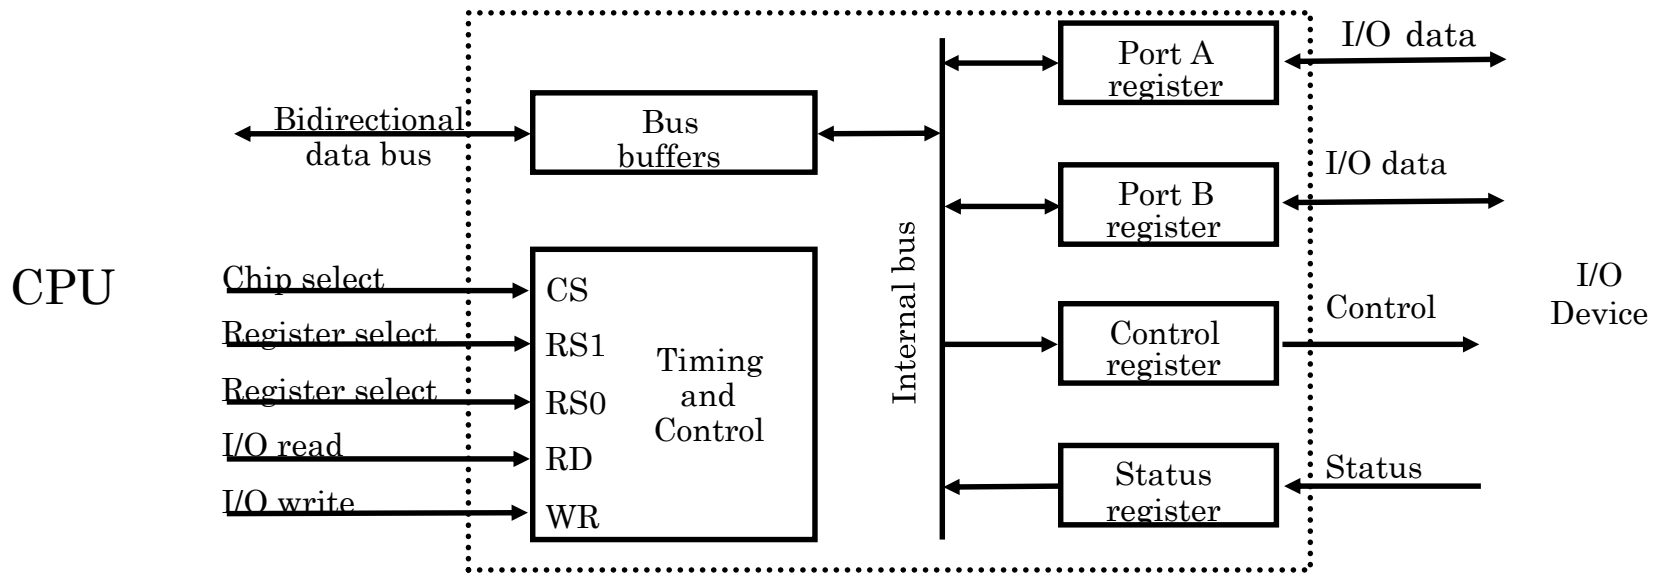 CPU
Bidirectional
data bus
Chip select
Register select
Register select
I/O read
I/O write
Bus
buffers
CS
RS1
RS0
RD
WR
Timing
and
Control
Internal bus
Port A
register
Port B
register
Control
register
Status
register
I/O data
I/O data
Control
Status
I/O
Device